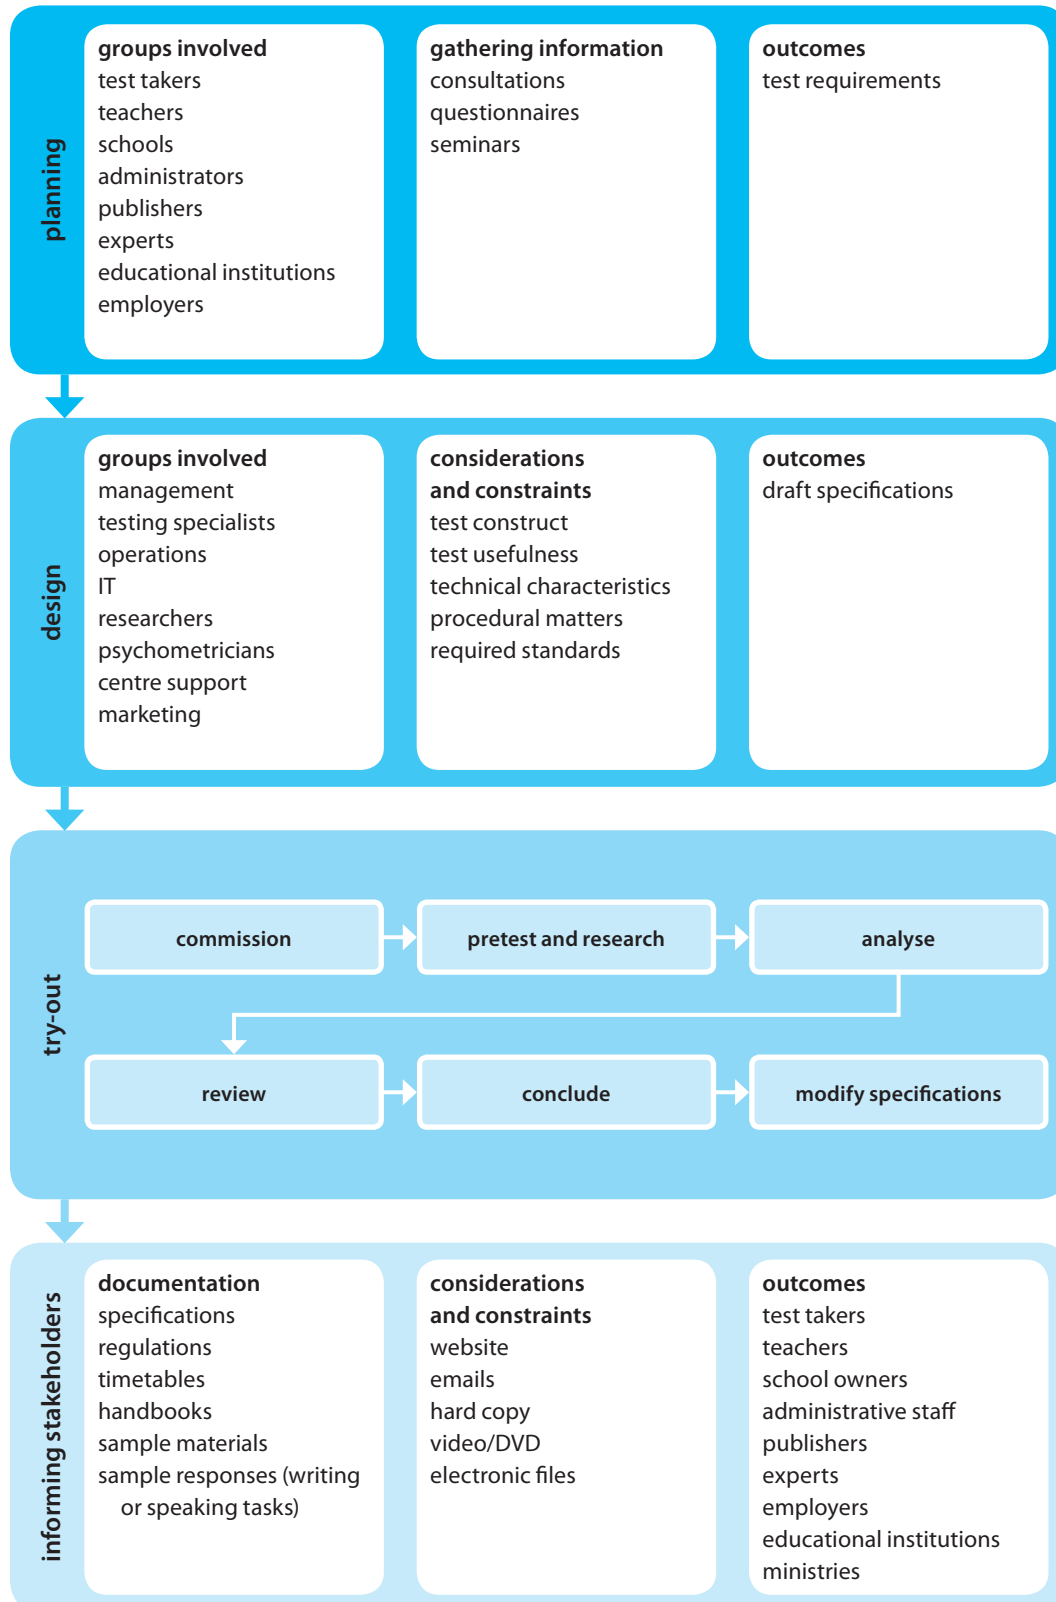 planning
groups involved
test takers
teachers
schools
administrators
publishers
experts
educational institutions
employers
gathering information
consultations
questionnaires
seminars
outcomes
test requirements
design
groups involved
management
testing specialists
operations
IT
researchers
psychometricians
centre support
marketing
considerations
and constraints
test construct
test usefulness
technical characteristics
procedural matters
required standards
outcomes
draft specifications
try-out
commission
pretest and research
analyse
review
conclude
modify specifications
informing stakeholders
documentation
specifications
regulations
timetables
handbooks
sample materials
sample responses (writing
or speaking tasks)
considerations
and constraints
website
emails
hard copy
video/DVD
electronic files
outcomes
test takers
teachers
school owners
administrative staff
publishers
experts
employers
educational institutions
ministries